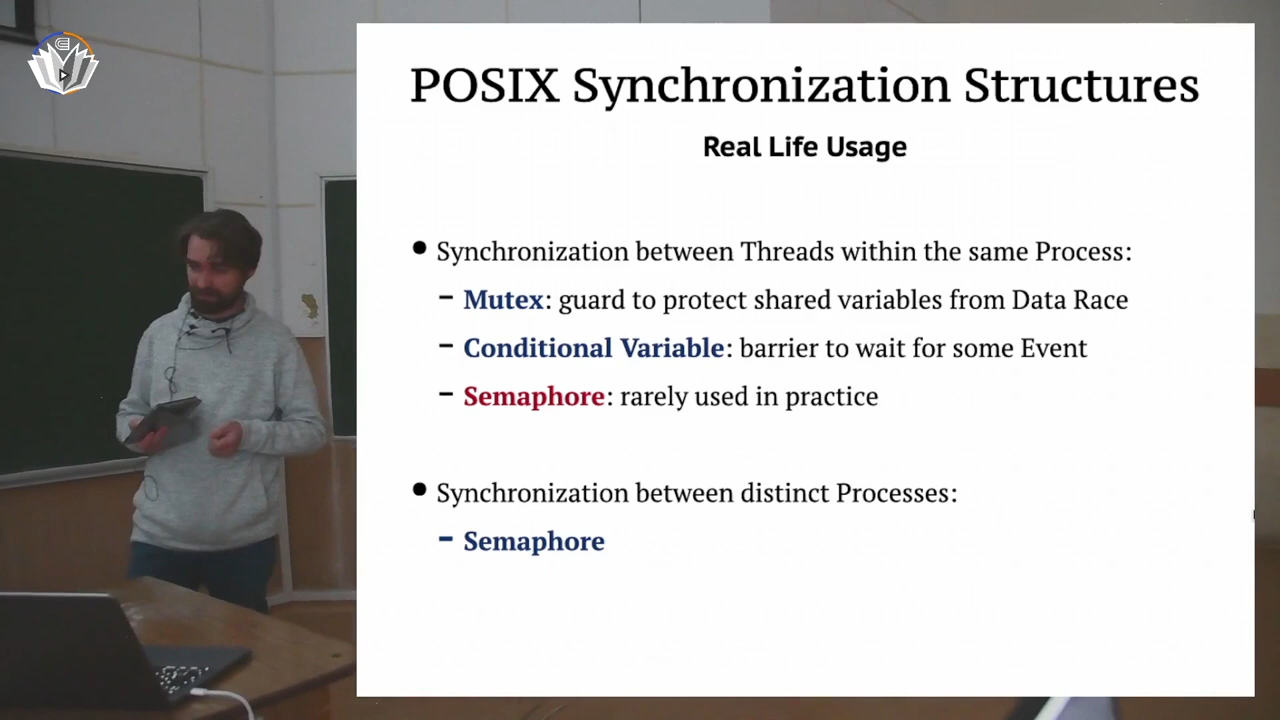 POSIX Synchronization Structures
Real Life Usage
● Synchronization between Threads within the same Process:
– Mutex: guard to protect shared variables from Data Race
– Conditional Variable: barrier to wait for some Event
– Semaphore: rarely used in practice
● Synchronization between distinct Processes:
– Semaphore